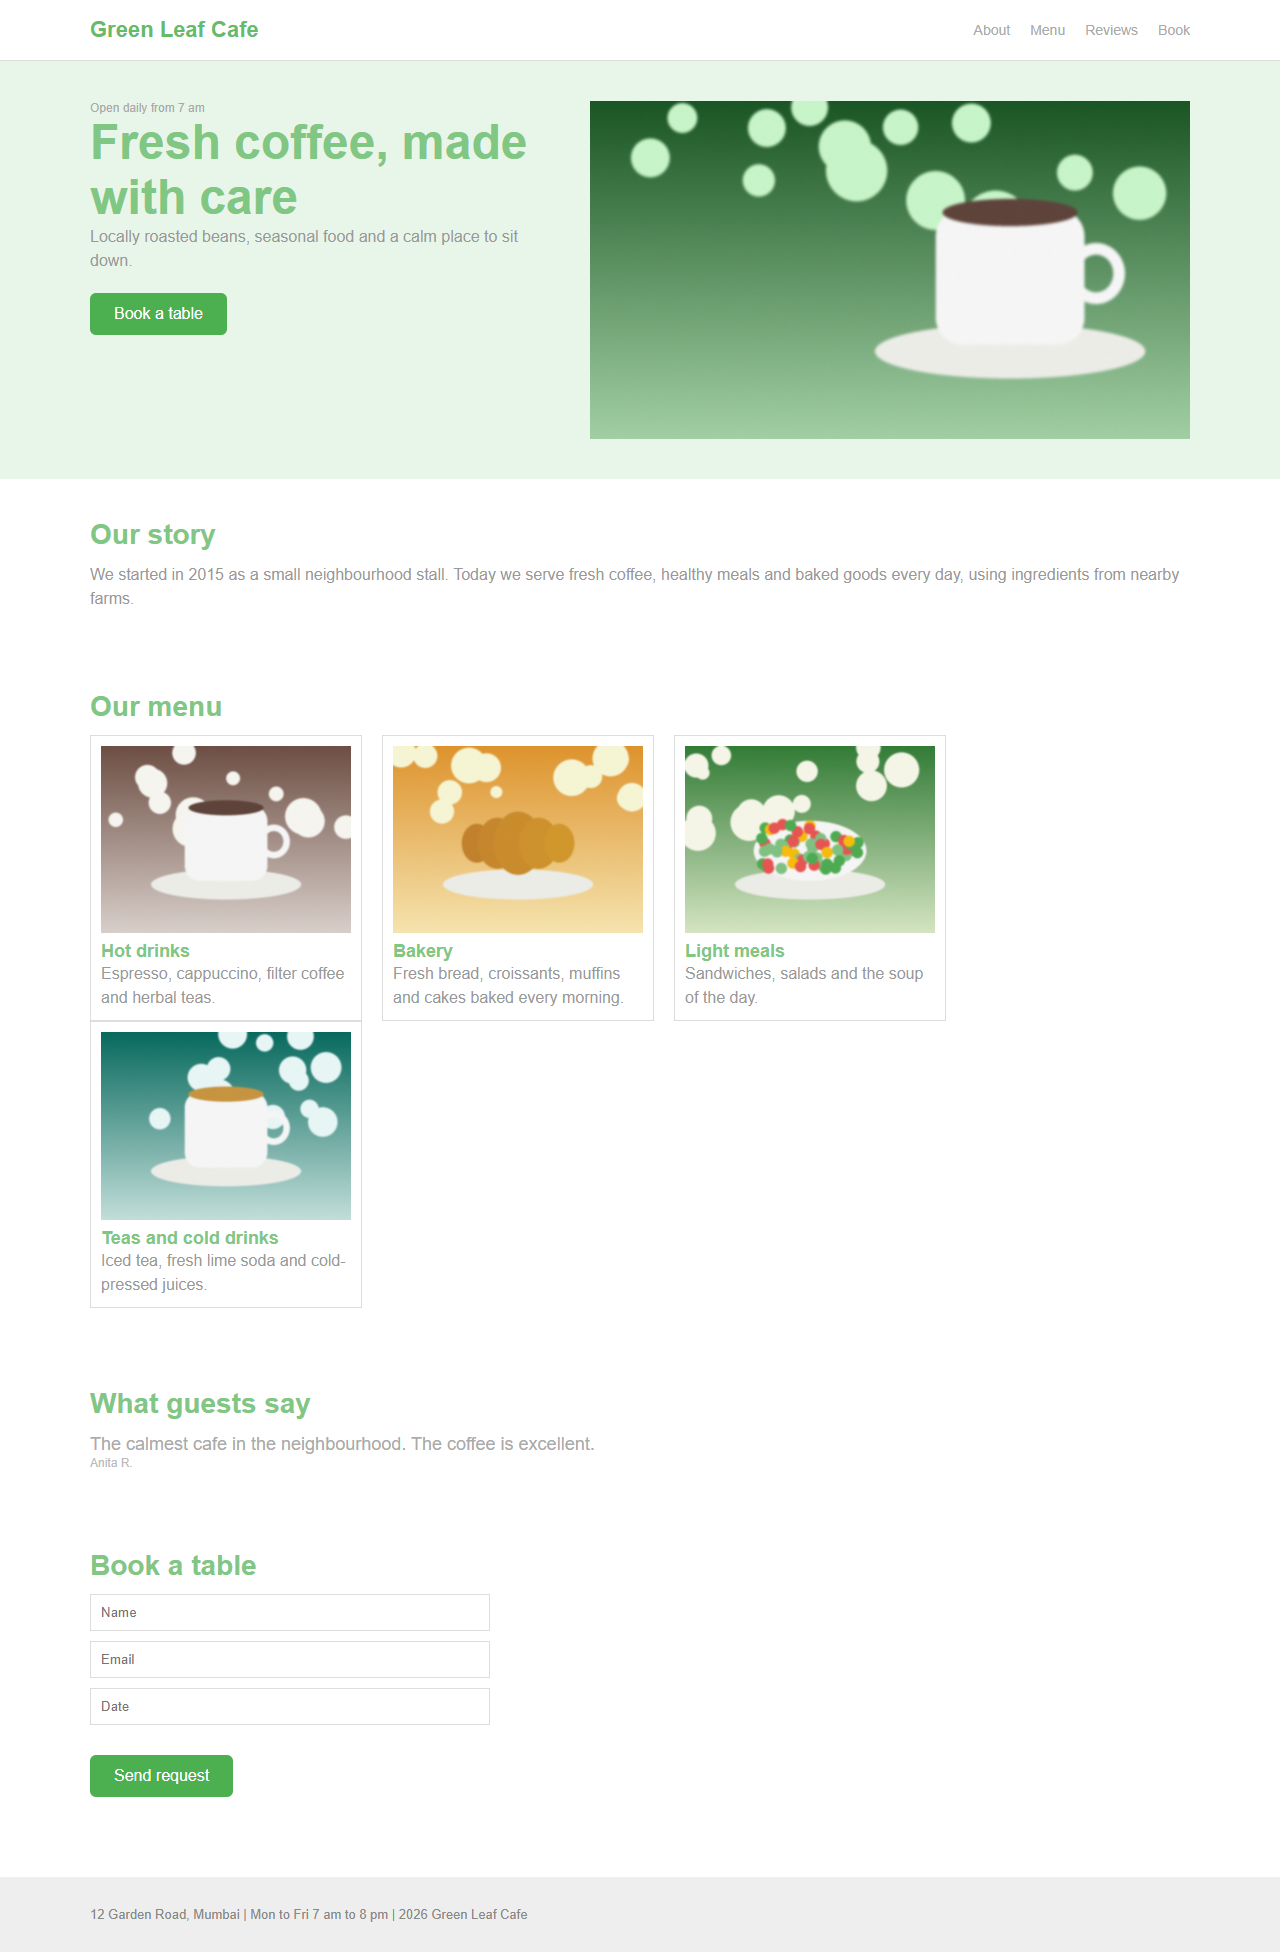 Green Leaf Cafe
About Menu Reviews Book
Open daily from 7 am
Fresh coffee, made
with care
Locally roasted beans, seasonal food and a calm place to sit
down.
Book a table
Our story
We started in 2015 as a small neighbourhood stall. Today we serve fresh coffee, healthy meals and baked goods every day, using ingredients from nearby
farms.
Our menu
Hot drinks
Espresso, cappuccino, filter coffee
and herbal teas.
Bakery
Fresh bread, croissants, muffins
and cakes baked every morning.
Light meals
Sandwiches, salads and the soup
of the day.
Teas and cold drinks
Iced tea, fresh lime soda and cold-
pressed juices.
What guests say
The calmest cafe in the neighbourhood. The coffee is excellent.
Anita R.
Book a table
Name
Email
Date
Send request
12 Garden Road, Mumbai | Mon to Fri 7 am to 8 pm | 2026 Green Leaf Cafe